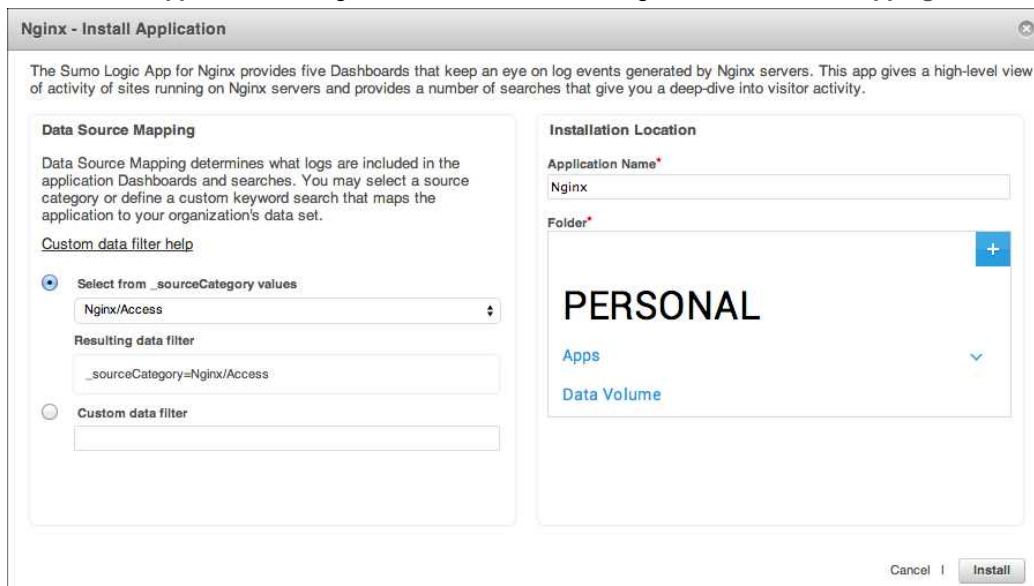 Nginx - Install Application
The Sumo Logic App for Nginx provides five Dashboards that keep an eye on log events generated by Nginx servers. This app gives a high-level view
of activity of sites running on Nginx servers and provides a number of searches that give you a deep-dive into visitor activity.
Data Source Mapping
Data Source Mapping determines what logs are included in the
application Dashboards and searches. You may select a source
category or define a custom keyword search that maps the
application to your organization's data set.
Custom data filter help
Select from _sourceCategory values
Nginx/Access
Resulting data filter
_sourceCategory=Nginx/Access
Custom data filter
Installation Location
Application Name*
Nginx
Folder*
+
PERSONAL
Apps
Data Volume
Cancel | Install